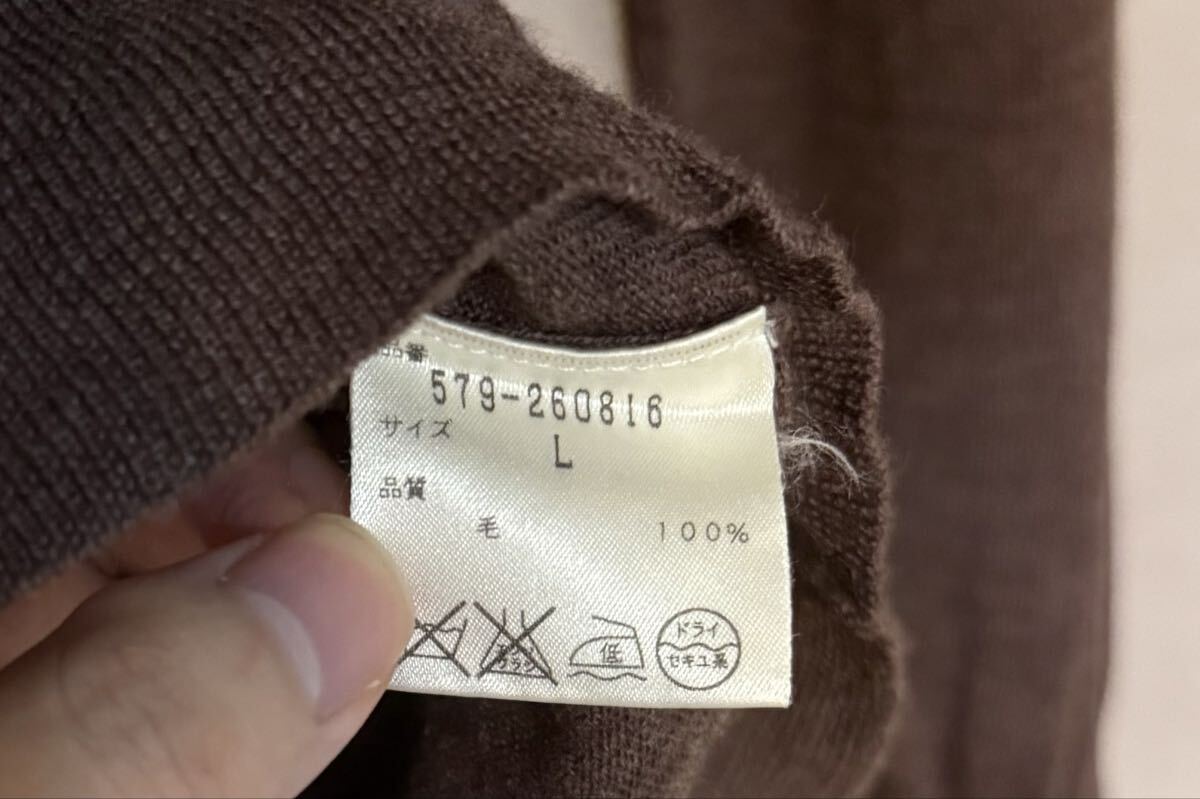 品番
579-260816
サイズ
L
品質
毛 100%
低
ドライ
セキユ系